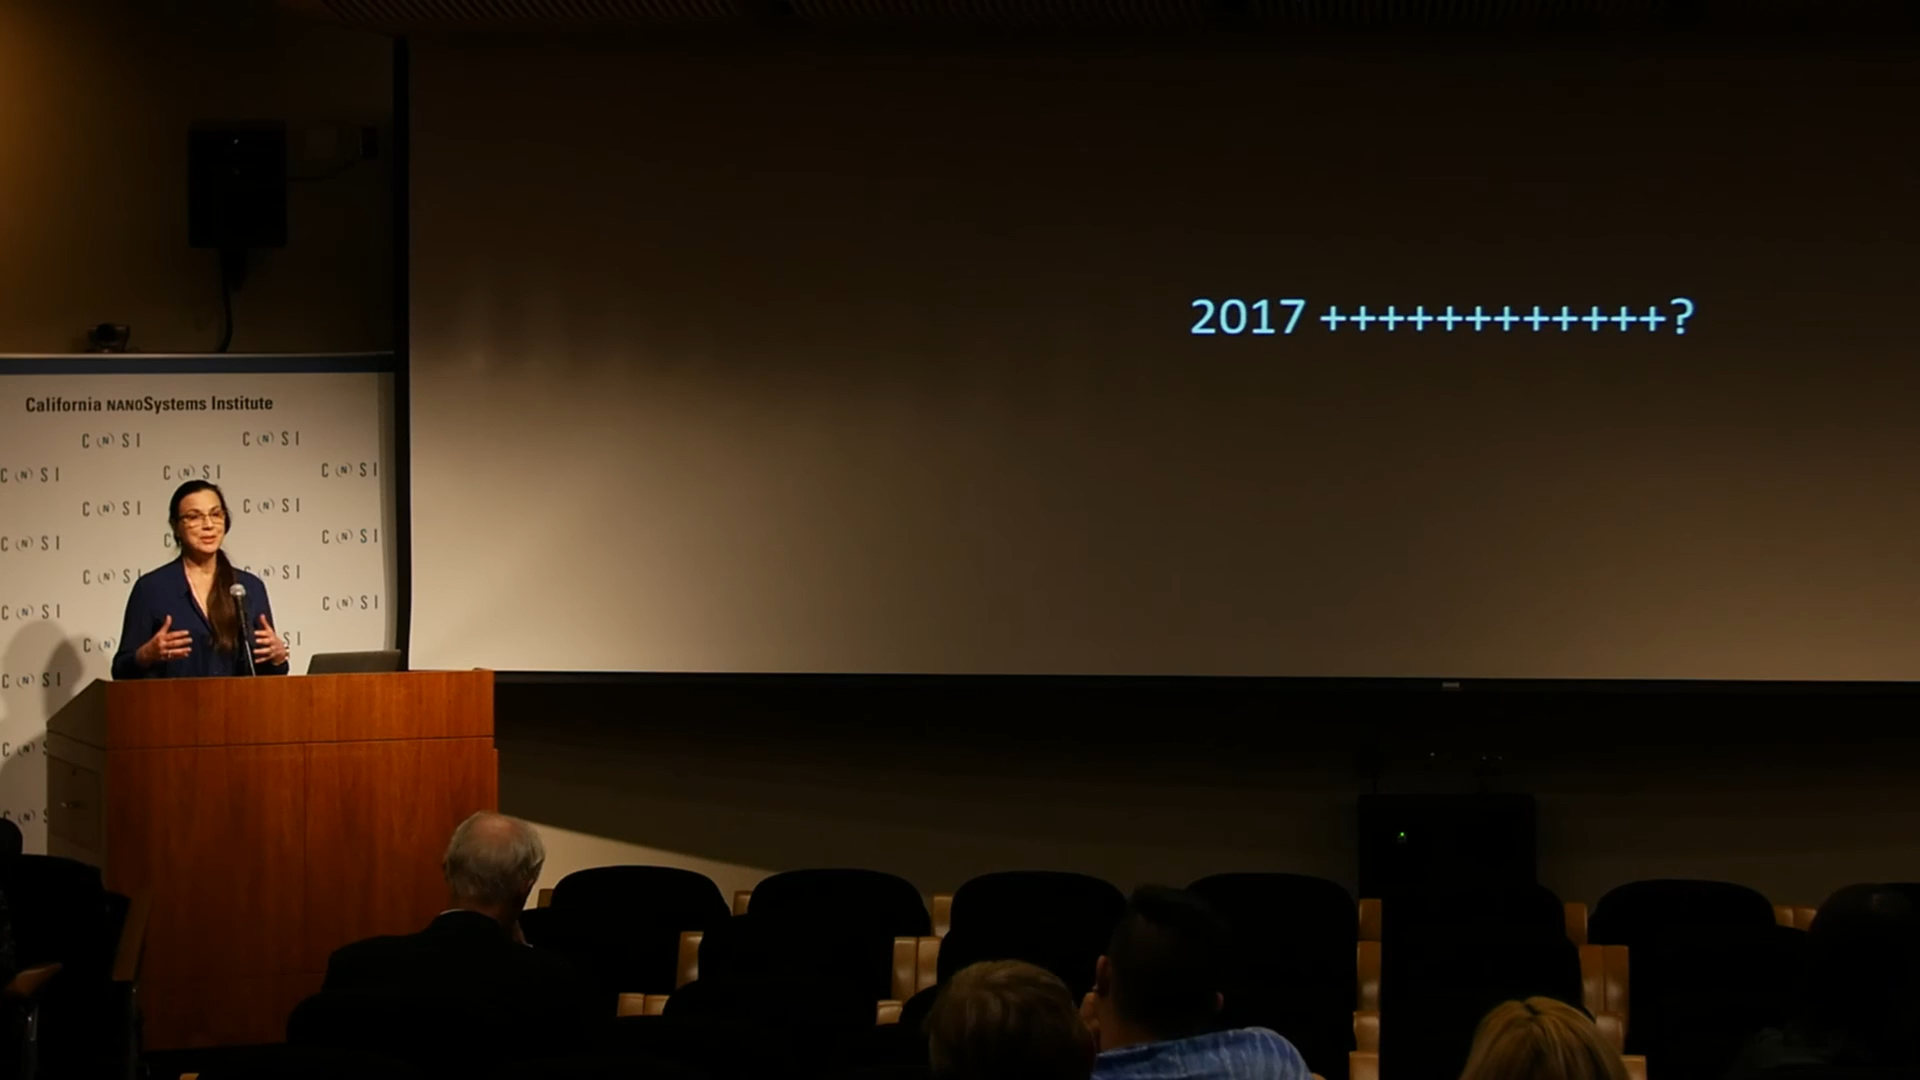 2017 ++++++++++++?
California NANOSystems Institute
C (N) S I C (N) S I
C (N) S I C (N) S I C (N) S I
C (N) S I C (N) S I
C (N) S I C (N) S I
C (N) S I (N) S I
C (N) S I C (N) S I
C (N) S I
C (N) S I
C (N) S
C (N) S